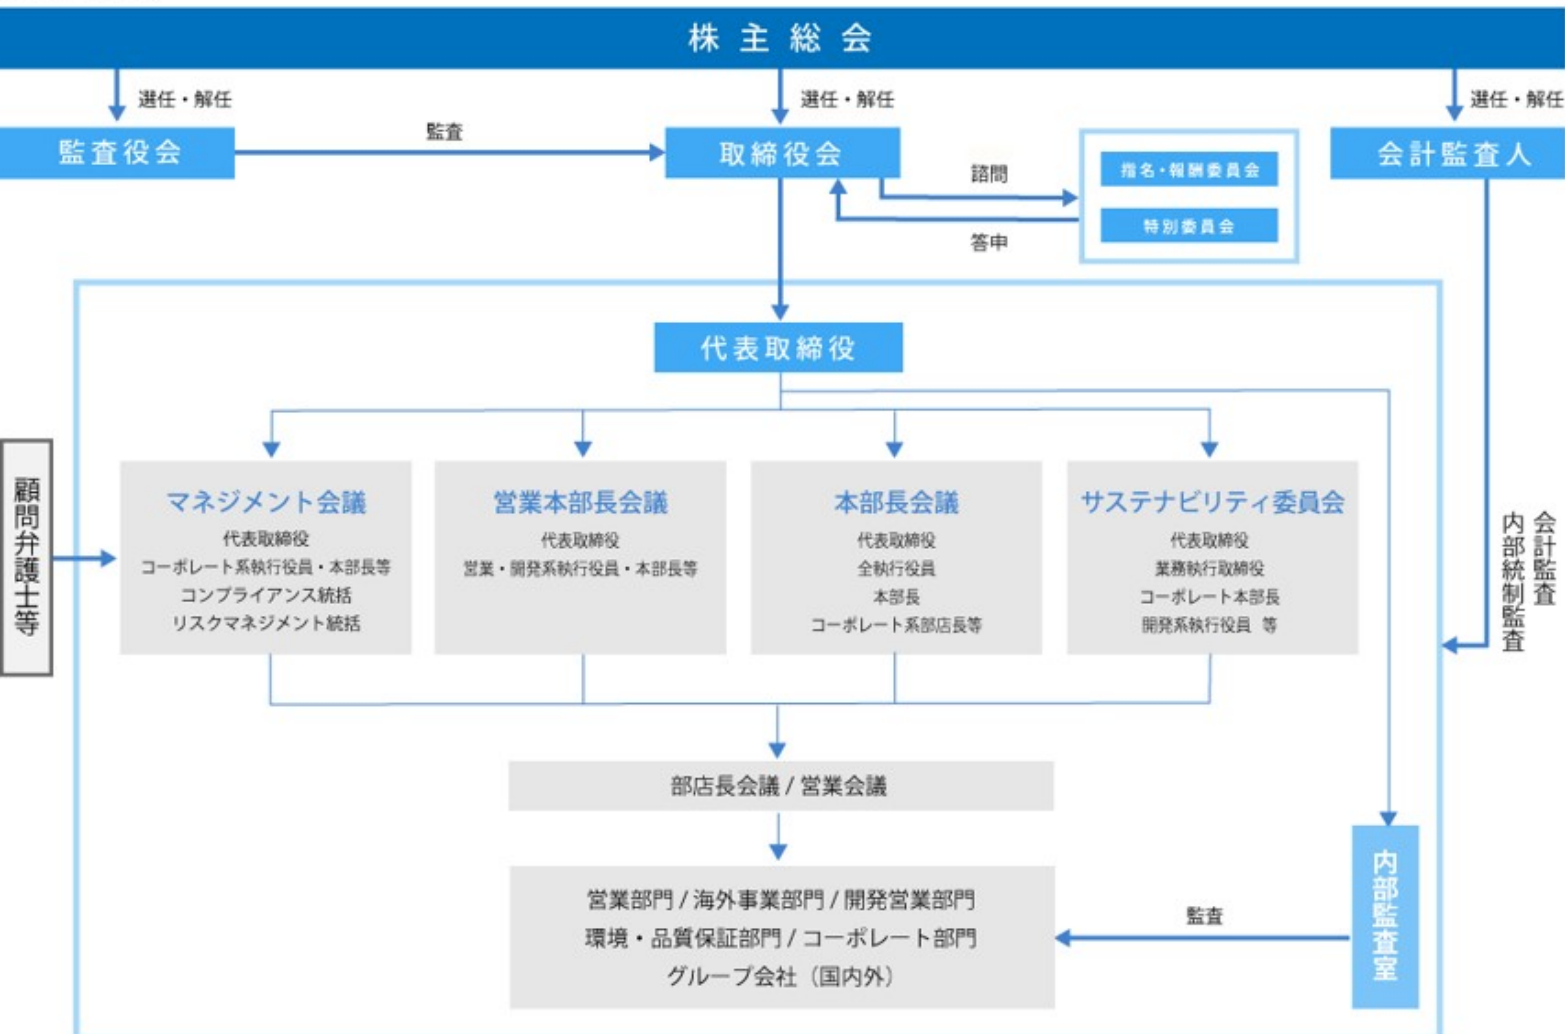 株主総会
選任・解任
選任・解任
選任・解任
監査役会
監査
取締役会
諮問
答申
指名・報酬委員会
特別委員会
会計監査人
代表取締役
顧問弁護士等
マネジメント会議
代表取締役
コーポレート系執行役員・本部長等
コンプライアンス統括
リスクマネジメント統括
営業本部長会議
代表取締役
営業・開発系執行役員・本部長等
本部長会議
代表取締役
全執行役員
本部長
コーポレート系部店長等
サステナビリティ委員会
代表取締役
業務執行取締役
コーポレート本部長
開発系執行役員 等
会計監査
内部統制監査
部店長会議 / 営業会議
営業部門 / 海外事業部門 / 開発営業部門
環境・品質保証部門 / コーポレート部門
グループ会社（国内外）
監査
内部監査室